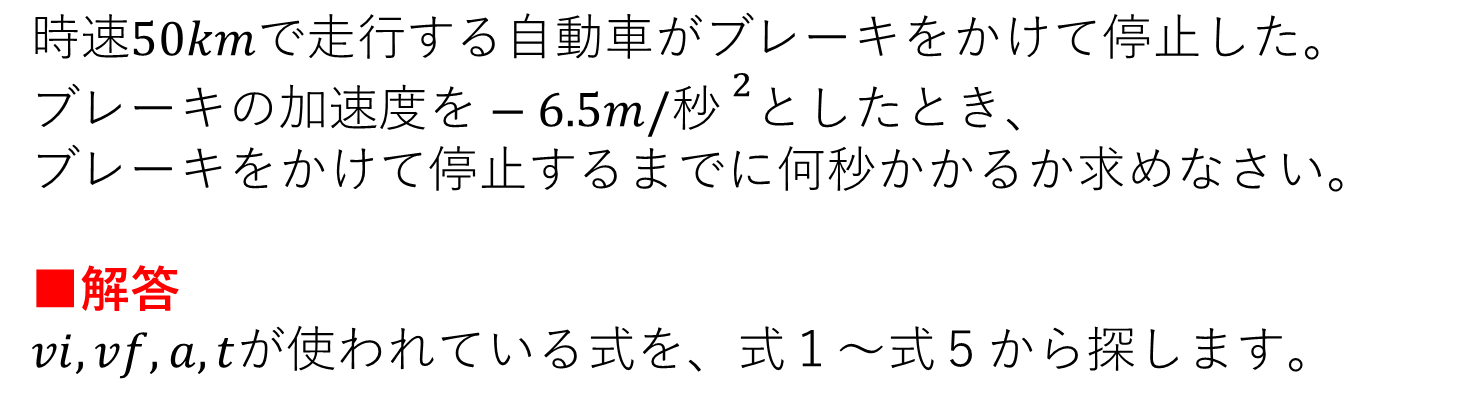 時速50kmで走行する自動車がブレーキをかけて停止した。
ブレーキの加速度を－6.5m/秒²としたとき、
ブレーキをかけて停止するまでに何秒かかるか求めなさい。
■解答
vi,vf,a,tが使われている式を、式１～式５から探します。